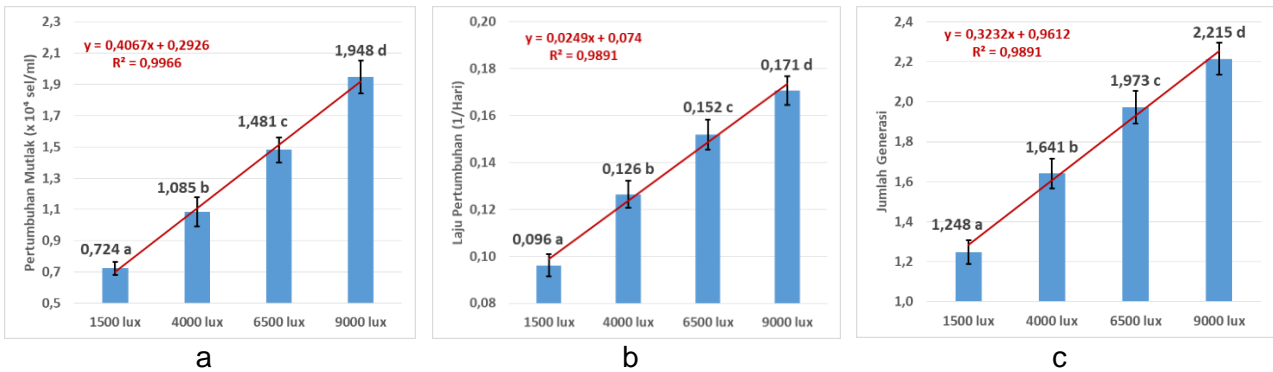 2,3
2,1
1,9
1,7
1,5
1,3
1,1
0,9
0,7
0,5
Pertumbuhan Mutlak (x 10⁴ sel/ml)
y = 0,4067x + 0,2926
R² = 0,9966
0,724 a
1,085 b
1,481 c
1,948 d
1500 lux 4000 lux 6500 lux 9000 lux
a
0,20
0,18
0,16
0,14
0,12
0,10
0,08
Laju Pertumbuhan (1/Hari)
y = 0,0249x + 0,074
R² = 0,9891
0,096 a
0,126 b
0,152 c
0,171 d
1500 lux 4000 lux 6500 lux 9000 lux
b
2,4
2,2
2,0
1,8
1,6
1,4
1,2
1,0
Jumlah Generasi
y = 0,3232x + 0,9612
R² = 0,9891
1,248 a
1,641 b
1,973 c
2,215 d
1500 lux 4000 lux 6500 lux 9000 lux
c